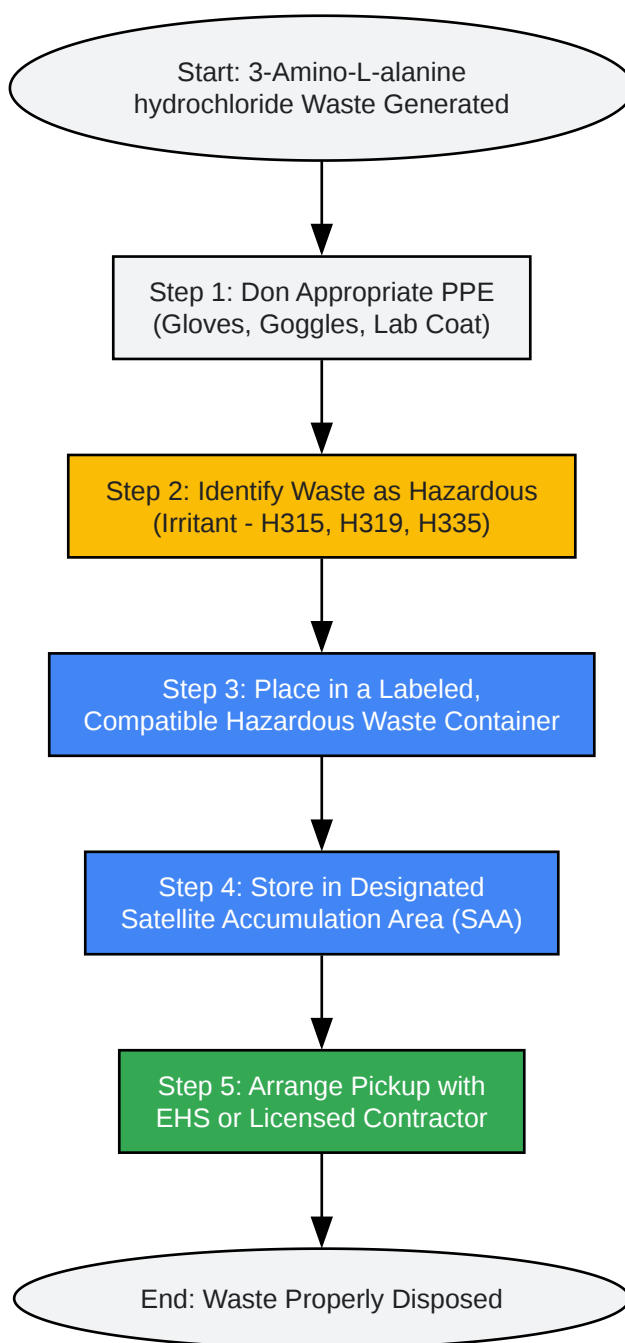 Start: 3-Amino-L-alanine
hydrochloride Waste Generated
Step 1: Don Appropriate PPE
(Gloves, Goggles, Lab Coat)
Step 2: Identify Waste as Hazardous
(Irritant - H315, H319, H335)
Step 3: Place in a Labeled,
Compatible Hazardous Waste Container
Step 4: Store in Designated
Satellite Accumulation Area (SAA)
Step 5: Arrange Pickup with
EHS or Licensed Contractor
End: Waste Properly Disposed